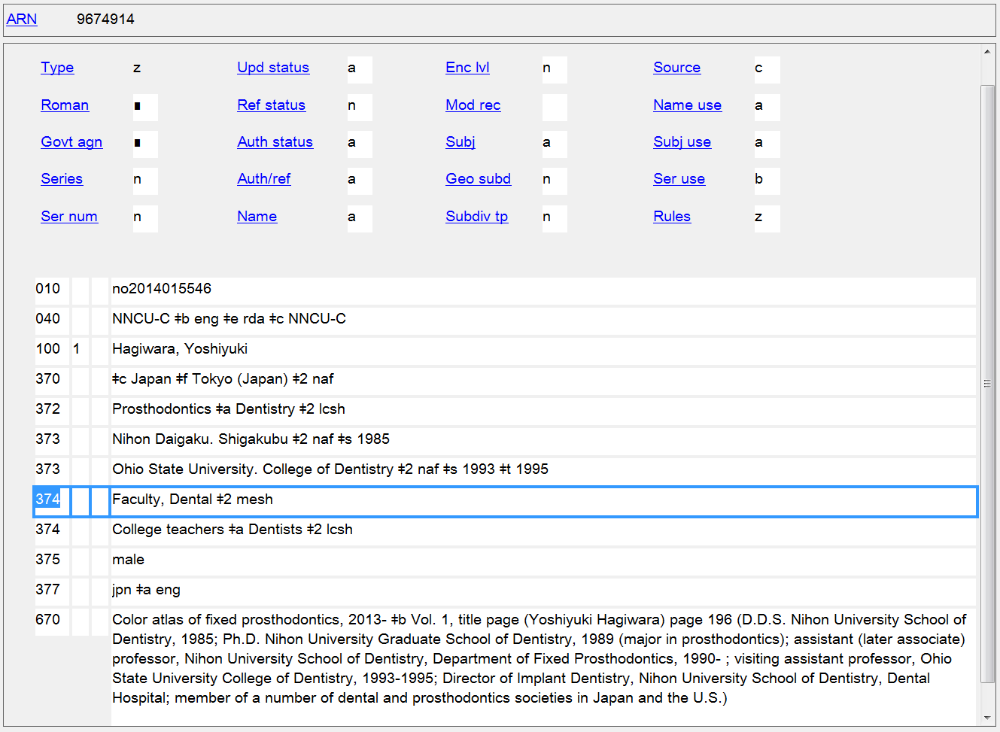 ARN 9674914
Type z Upd status a Enc lvl n Source c
Roman ∎ Ref status n Mod rec Name use a
Govt agn ∎ Auth status a Subj a Subj use a
Series n Auth/ref a Geo subd n Ser use b
Ser num n Name a Subdiv tp n Rules z
010 no2014015546
040 NNCU-C ǂb eng ǂe rda ǂc NNCU-C
100 1 Hagiwara, Yoshiyuki
370 ǂc Japan ǂf Tokyo (Japan) ǂ2 naf
372 Prosthodontics ǂa Dentistry ǂ2 lcsh
373 Nihon Daigaku. Shigakubu ǂ2 naf ǂs 1985
373 Ohio State University. College of Dentistry ǂ2 naf ǂs 1993 ǂt 1995
374 Faculty, Dental ǂ2 mesh
374 College teachers ǂa Dentists ǂ2 lcsh
375 male
377 jpn ǂa eng
670 Color atlas of fixed prosthodontics, 2013- ǂb Vol. 1, title page (Yoshiyuki Hagiwara) page 196 (D.D.S. Nihon University School of
Dentistry, 1985; Ph.D. Nihon University Graduate School of Dentistry, 1989 (major in prosthodontics); assistant (later associate)
professor, Nihon University School of Dentistry, Department of Fixed Prosthodontics, 1990- ; visiting assistant professor, Ohio
State University College of Dentistry, 1993-1995; Director of Implant Dentistry, Nihon University School of Dentistry, Dental
Hospital; member of a number of dental and prosthodontics societies in Japan and the U.S.)